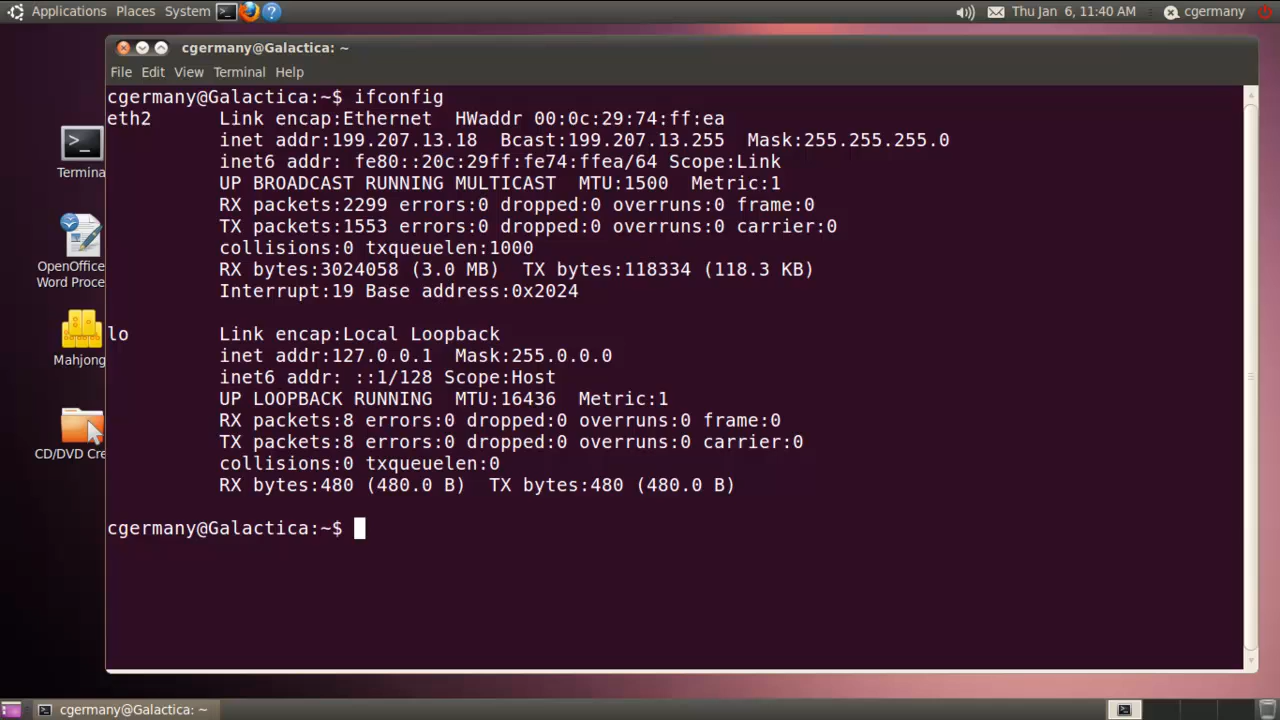 Applications Places System Thu Jan 6, 11:40 AM cgermany
cgermany@Galactica: ~
File Edit View Terminal Help
cgermany@Galactica:~$ ifconfig
eth2 Link encap:Ethernet HWaddr 00:0c:29:74:ff:ea
inet addr:199.207.13.18 Bcast:199.207.13.255 Mask:255.255.255.0
inet6 addr: fe80::20c:29ff:fe74:ffea/64 Scope:Link
UP BROADCAST RUNNING MULTICAST MTU:1500 Metric:1
RX packets:2299 errors:0 dropped:0 overruns:0 frame:0
TX packets:1553 errors:0 dropped:0 overruns:0 carrier:0
collisions:0 txqueuelen:1000
RX bytes:3024058 (3.0 MB) TX bytes:118334 (118.3 KB)
Interrupt:19 Base address:0x2024
lo Link encap:Local Loopback
inet addr:127.0.0.1 Mask:255.0.0.0
inet6 addr: ::1/128 Scope:Host
UP LOOPBACK RUNNING MTU:16436 Metric:1
RX packets:8 errors:0 dropped:0 overruns:0 frame:0
TX packets:8 errors:0 dropped:0 overruns:0 carrier:0
collisions:0 txqueuelen:0
RX bytes:480 (480.0 B) TX bytes:480 (480.0 B)
cgermany@Galactica:~$
Termina
OpenOffice
Word Proce
Mahjong
CD/DVD Cre
cgermany@Galactica: ~